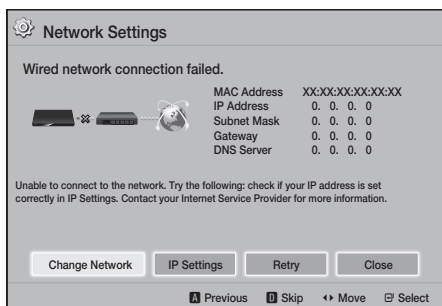 Network Settings
Wired network connection failed.
MAC Address XX:XX:XX:XX:XX:XX
IP Address 0. 0. 0. 0
Subnet Mask 0. 0. 0. 0
Gateway 0. 0. 0. 0
DNS Server 0. 0. 0. 0
Unable to connect to the network. Try the following: check if your IP address is set
correctly in IP Settings. Contact your Internet Service Provider for more information.
Change Network IP Settings Retry Close
A Previous D Skip Move Select